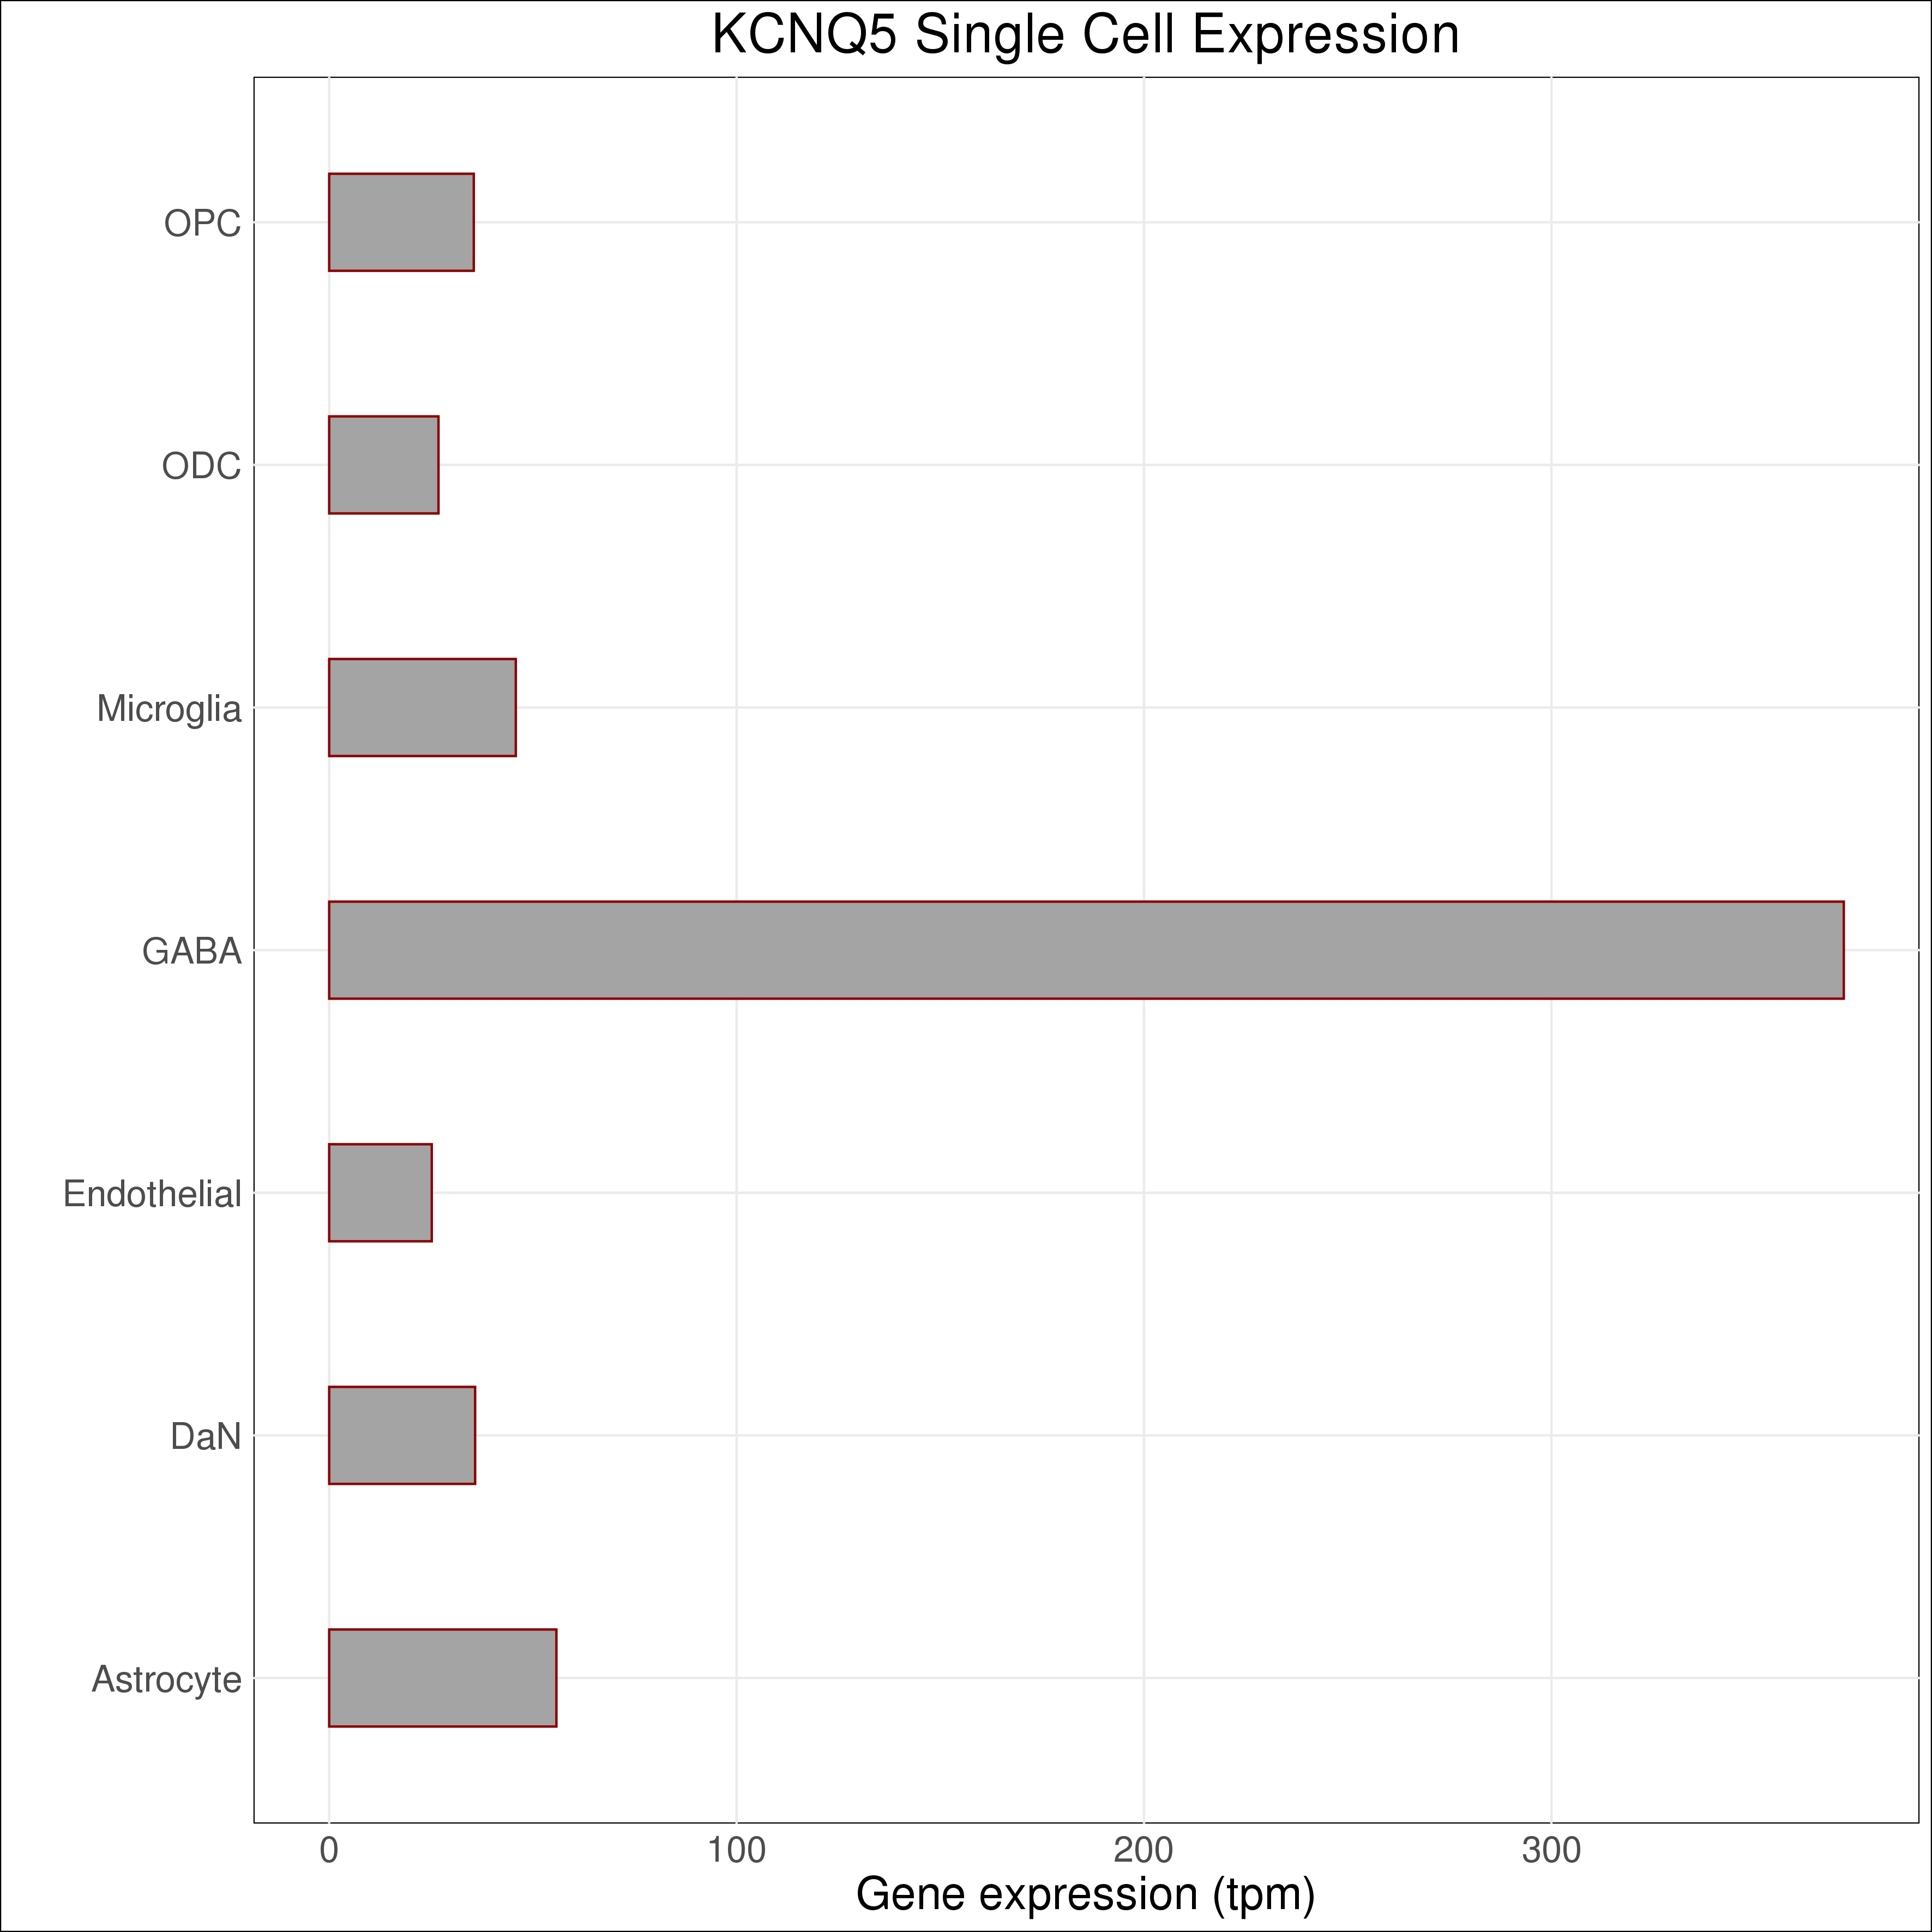 KCNQ5 Single Cell Expression
OPC
ODC
Microglia
GABA
Endothelial
DaN
Astrocyte
0 100 200 300
Gene expression (tpm)